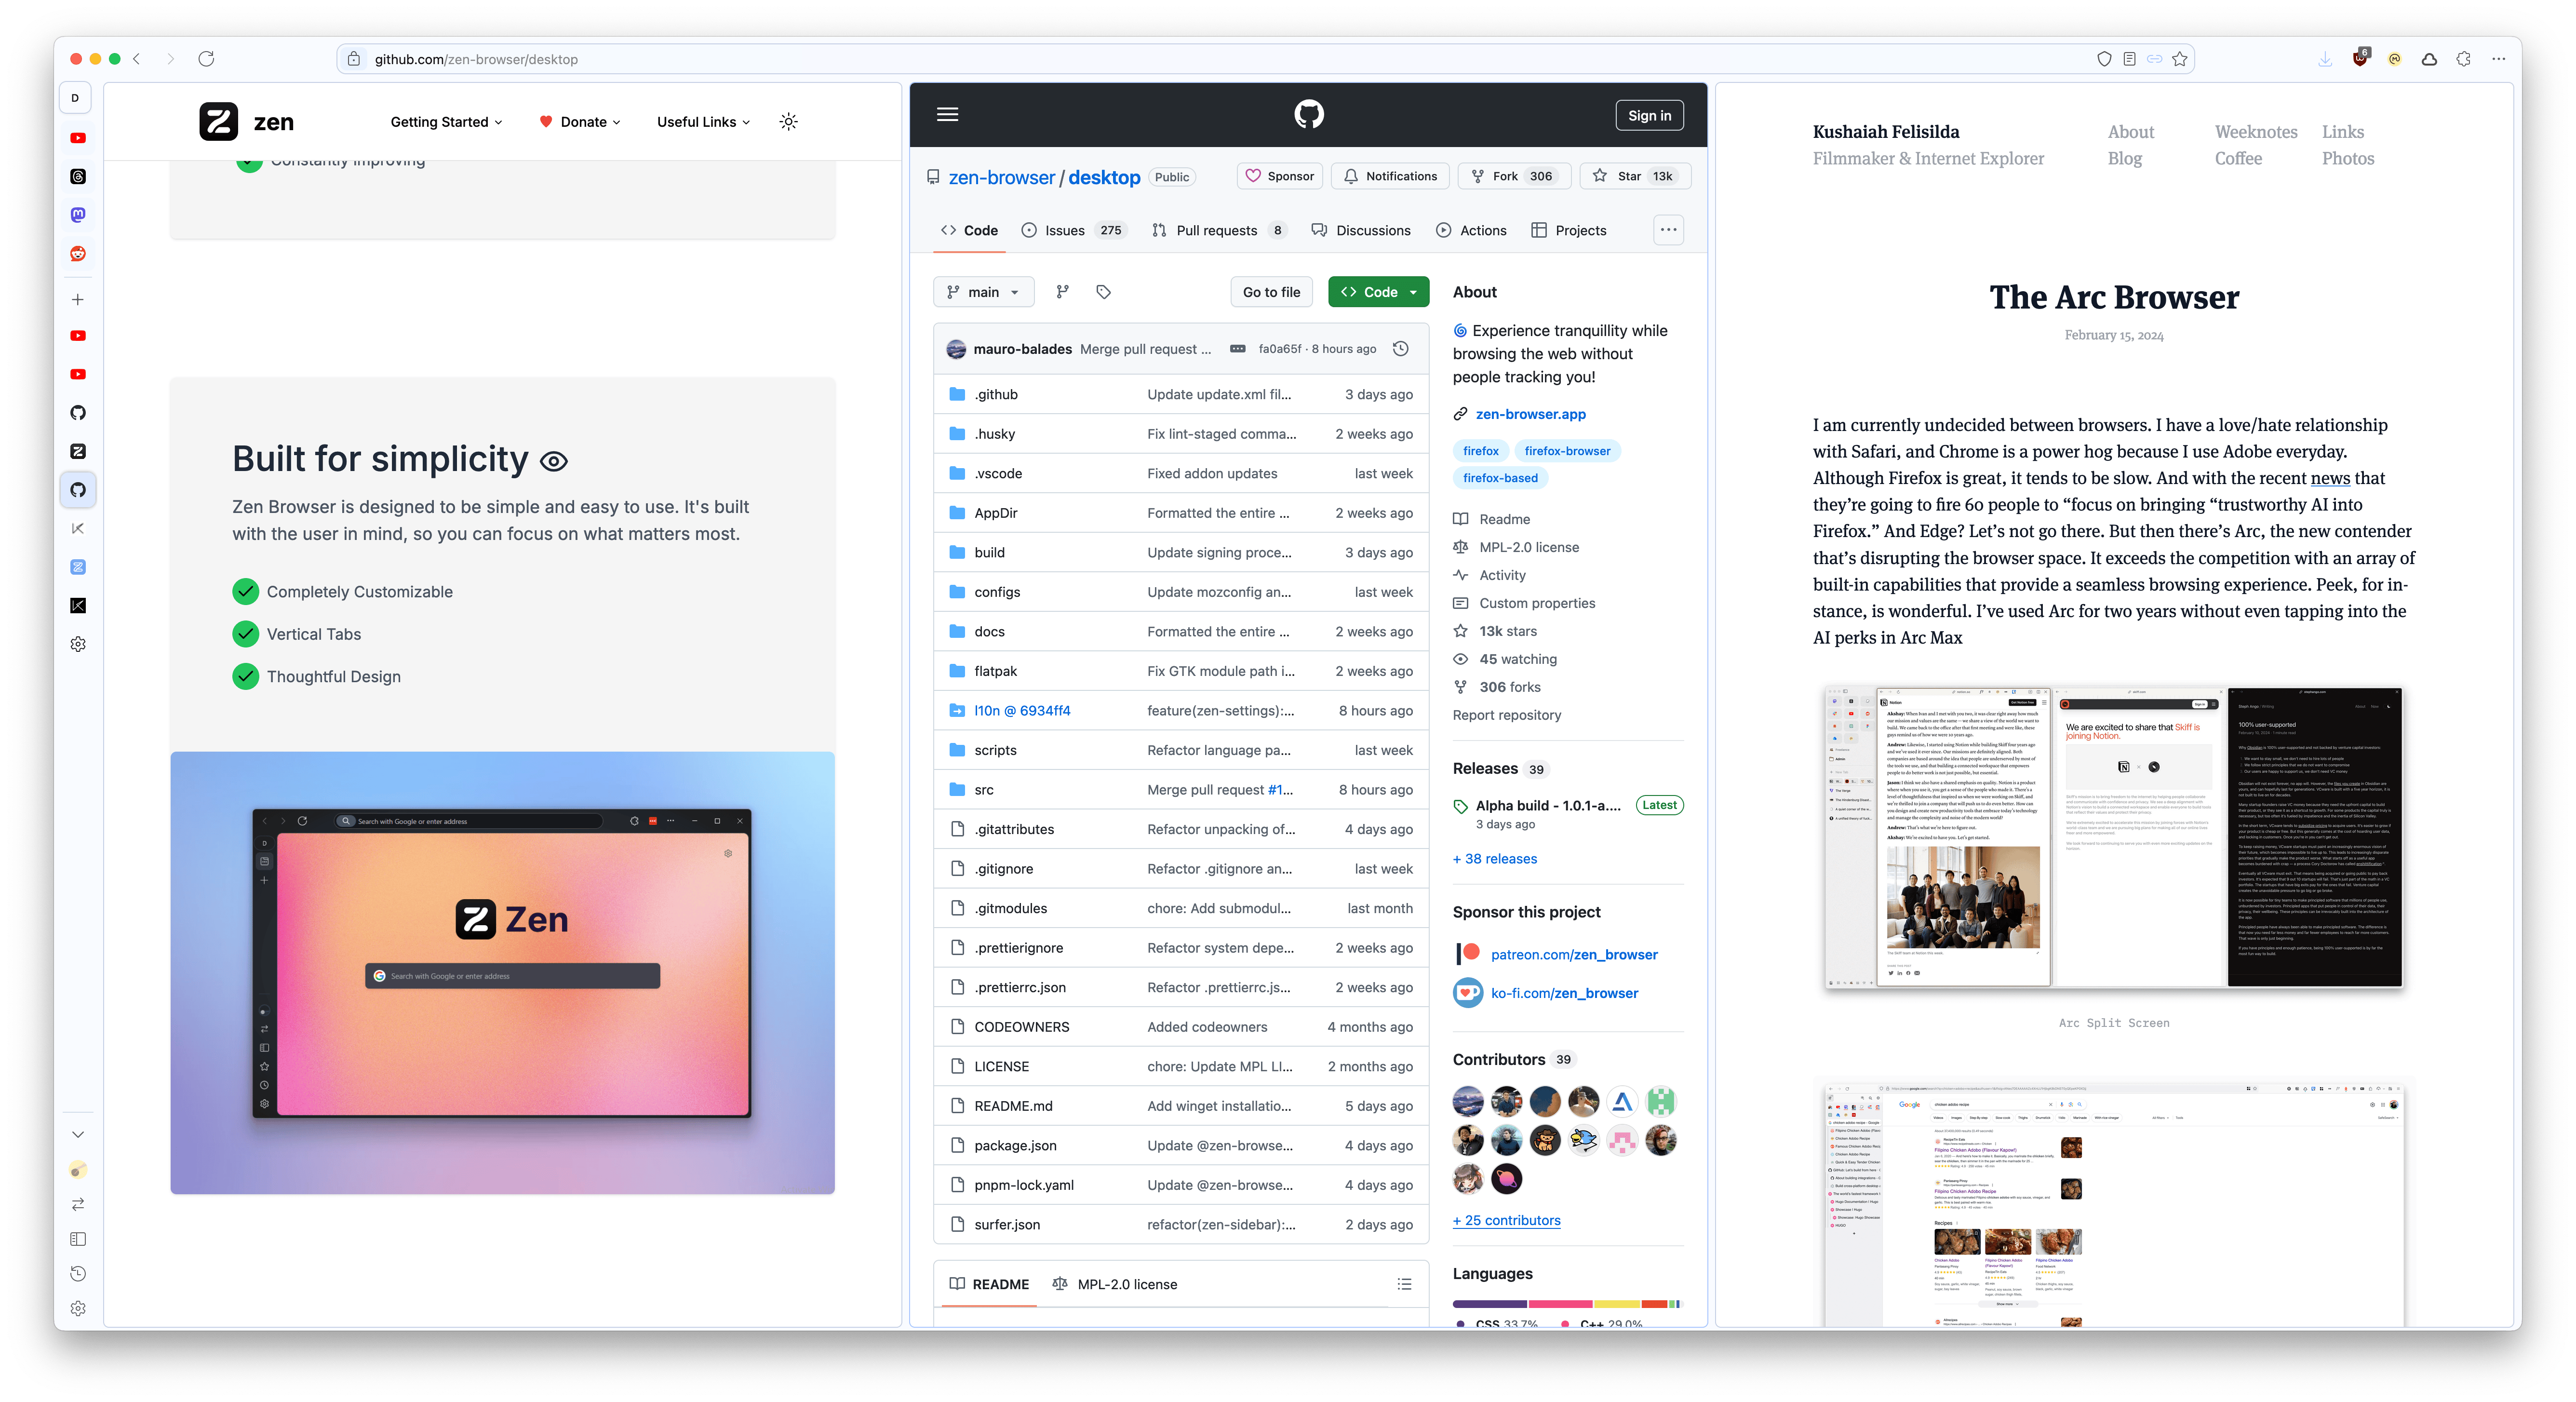 github.com/zen-browser/desktop
6
D
zen
Getting Started
Donate
Useful Links
Constantly Improving
Built for simplicity
Zen Browser is designed to be simple and easy to use. It's built
with the user in mind, so you can focus on what matters most.
Completely Customizable
Vertical Tabs
Thoughtful Design
Search with Google or enter address
D
Zen
Search with Google or enter address
Sign in
zen-browser / desktop Public
Sponsor
Notifications
Fork 306
Star 13k
Code
Issues 275
Pull requests 8
Discussions
Actions
Projects
main
Go to file
Code
mauro-balades Merge pull request ... fa0a65f · 8 hours ago
.github Update update.xml fil... 3 days ago
.husky Fix lint-staged comma... 2 weeks ago
.vscode Fixed addon updates last week
AppDir Formatted the entire ... 2 weeks ago
build Update signing proce... 3 days ago
configs Update mozconfig an... last week
docs Formatted the entire ... 2 weeks ago
flatpak Fix GTK module path i... 2 weeks ago
l10n @ 6934ff4 feature(zen-settings):... 8 hours ago
scripts Refactor language pa... last week
src Merge pull request #1... 8 hours ago
.gitattributes Refactor unpacking of... 4 days ago
.gitignore Refactor .gitignore an... last week
.gitmodules chore: Add submodul... last month
.prettierignore Refactor system depe... 2 weeks ago
.prettierrc.json Refactor .prettierrc.js... 2 weeks ago
CODEOWNERS Added codeowners 4 months ago
LICENSE chore: Update MPL LI... 2 months ago
README.md Add winget installatio... 5 days ago
package.json Update @zen-browse... 4 days ago
pnpm-lock.yaml Update @zen-browse... 4 days ago
surfer.json refactor(zen-sidebar):... 2 days ago
README
MPL-2.0 license
About
Experience tranquillity while
browsing the web without
people tracking you!
zen-browser.app
firefox firefox-browser
firefox-based
Readme
MPL-2.0 license
Activity
Custom properties
13k stars
45 watching
306 forks
Report repository
Releases 39
Alpha build - 1.0.1-a.... Latest
3 days ago
+ 38 releases
Sponsor this project
patreon.com/zen_browser
ko-fi.com/zen_browser
Contributors 39
+ 25 contributors
Languages
CSS 33.7% C++ 29.0%
Kushaiah Felisilda
Filmmaker & Internet Explorer
About Weeknotes Links
Blog Coffee Photos
The Arc Browser
February 15, 2024
I am currently undecided between browsers. I have a love/hate relationship
with Safari, and Chrome is a power hog because I use Adobe everyday.
Although Firefox is great, it tends to be slow. And with the recent news that
they’re going to fire 60 people to “focus on bringing “trustworthy AI into
Firefox.” And Edge? Let’s not go there. But then there’s Arc, the new contender
that’s disrupting the browser space. It exceeds the competition with an array of
built-in capabilities that provide a seamless browsing experience. Peek, for in-
stance, is wonderful. I’ve used Arc for two years without even tapping into the
AI perks in Arc Max
Notion
We are excited to share that Skiff is
joining Notion.
100% user-supported
Arc Split Screen
Google
chicken adobo recipe
Filipino Chicken Adobo (Flavour Kapow!)
Filipino Chicken Adobo Recipe
Recipes